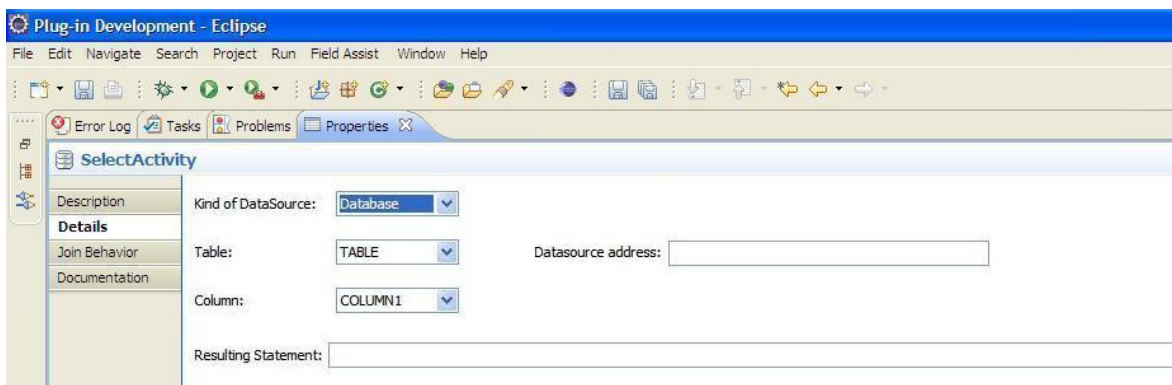 Plug-in Development - Eclipse
File Edit Navigate Search Project Run Field Assist Window Help
Error Log Tasks Problems Properties
SelectActivity
Description Kind of DataSource: Database
Details
Join Behavior Table: TABLE Datasource address:
Documentation
Column: COLUMN1
Resulting Statement: